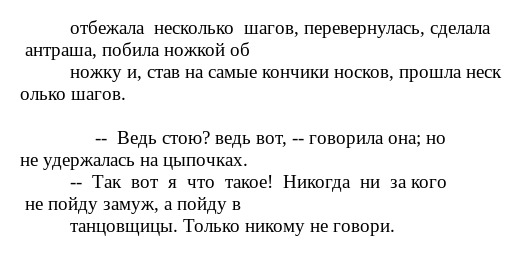 отбежала несколько шагов, перевернулась, сделала
антраша, побила ножкой об
ножку и, став на самые кончики носков, прошла неск
олько шагов.
-- Ведь стою? ведь вот, -- говорила она; но
не удержалась на цыпочках.
-- Так вот я что такое! Никогда ни за кого
не пойду замуж, а пойду в
танцовщицы. Только никому не говори.